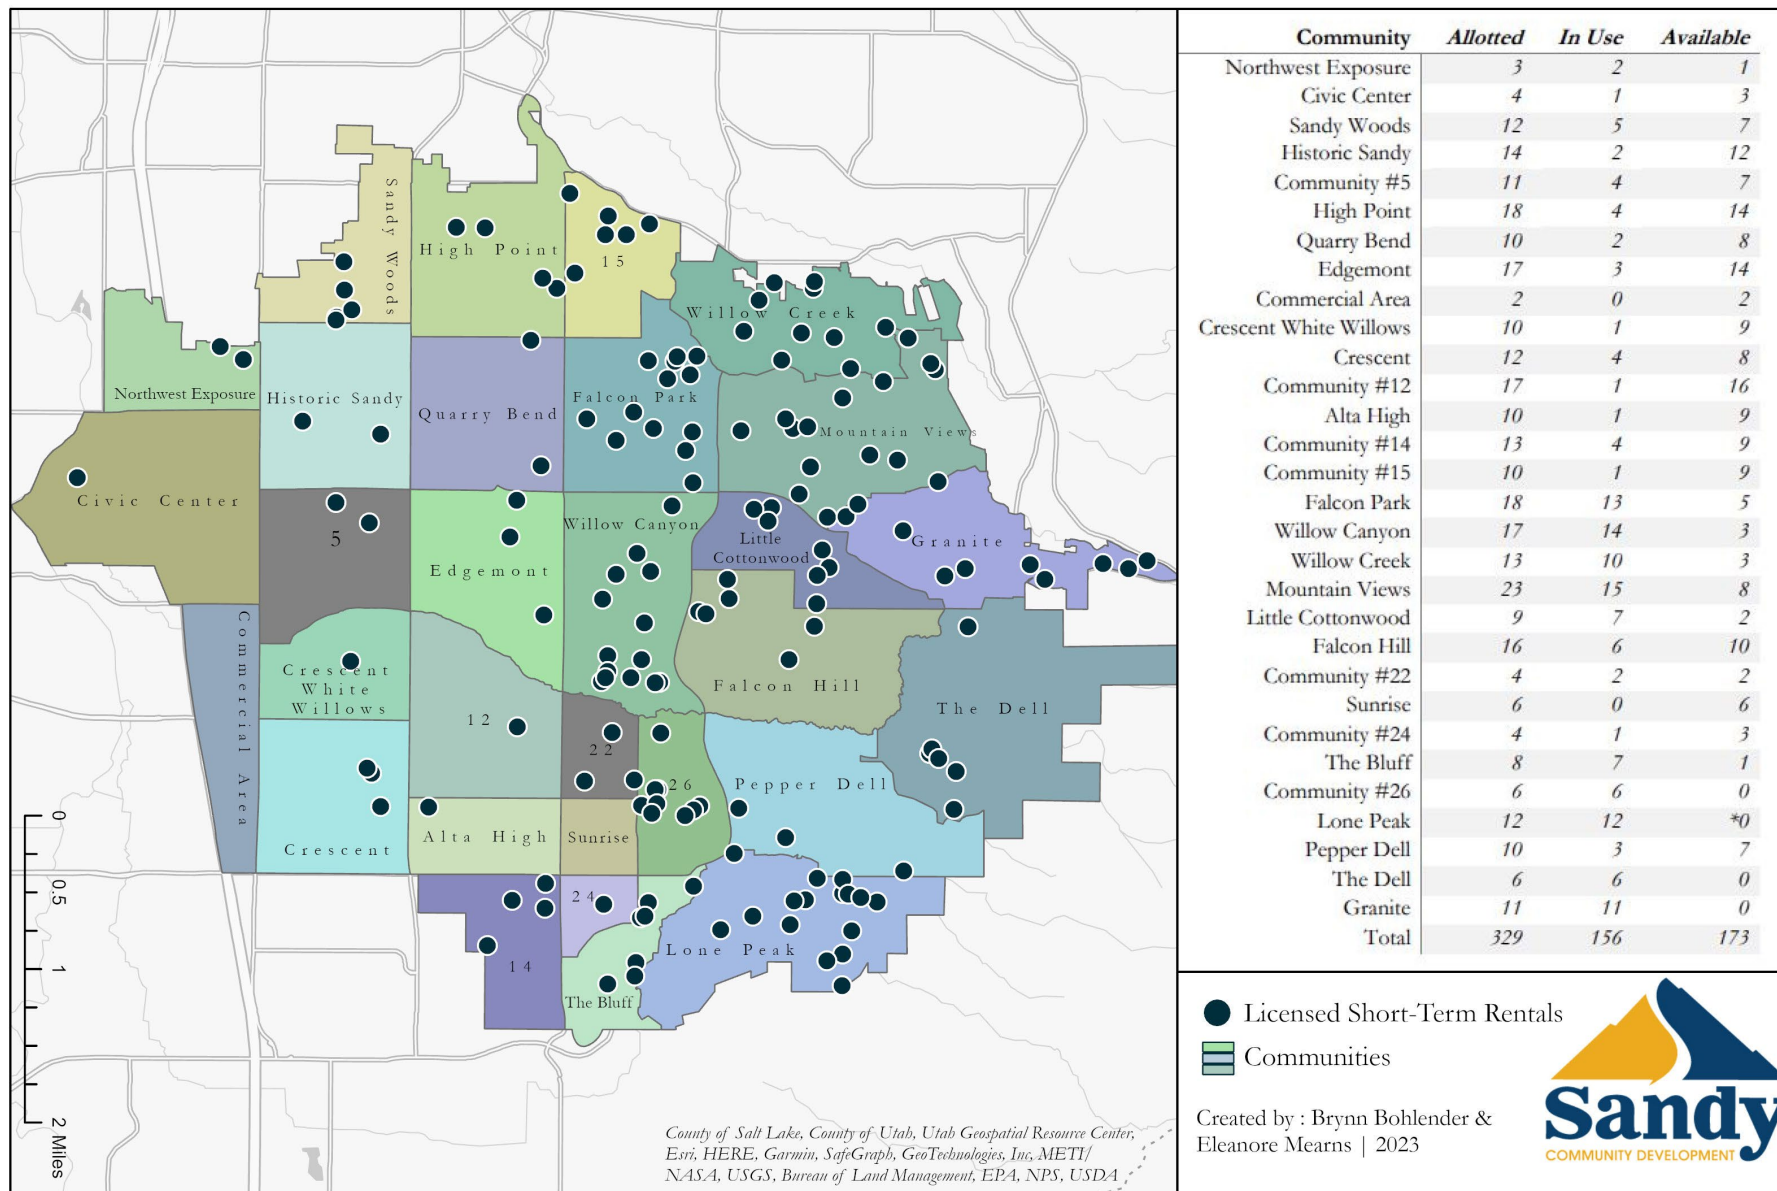 Sandy Woods
High Point
15
Willow Creek
Northwest Exposure
Historic Sandy
Quarry Bend
Falcon Park
Mountain Views
Civic Center
5
Edgemont
Willow Canyon
Little
Cottonwood
Granite
Commercial Area
Crescent
White
Willows
12
22
Falcon Hill
The Dell
26
Pepper Dell
Crescent
Alta High
Sunrise
24
14
The Bluff
Lone Peak
0
0.5
1
2 Miles
County of Salt Lake, County of Utah, Utah Geospatial Resource Center,
Esri, HERE, Garmin, SafeGraph, GeoTechnologies, Inc, METI/
NASA, USGS, Bureau of Land Management, EPA, NPS, USDA
Community Allotted In Use Available
Northwest Exposure 3 2 1
Civic Center 4 1 3
Sandy Woods 12 5 7
Historic Sandy 14 2 12
Community #5 11 4 7
High Point 18 4 14
Quarry Bend 10 2 8
Edgemont 17 3 14
Commercial Area 2 0 2
Crescent White Willows 10 1 9
Crescent 12 4 8
Community #12 17 1 16
Alta High 10 1 9
Community #14 13 4 9
Community #15 10 1 9
Falcon Park 18 13 5
Willow Canyon 17 14 3
Willow Creek 13 10 3
Mountain Views 23 15 8
Little Cottonwood 9 7 2
Falcon Hill 16 6 10
Community #22 4 2 2
Sunrise 6 0 6
Community #24 4 1 3
The Bluff 8 7 1
Community #26 6 6 0
Lone Peak 12 12 *0
Pepper Dell 10 3 7
The Dell 6 6 0
Granite 11 11 0
Total 329 156 173
Licensed Short-Term Rentals
Communities
Created by : Brynn Bohlender &
Eleanore Mearns | 2023
Sandy
COMMUNITY DEVELOPMENT